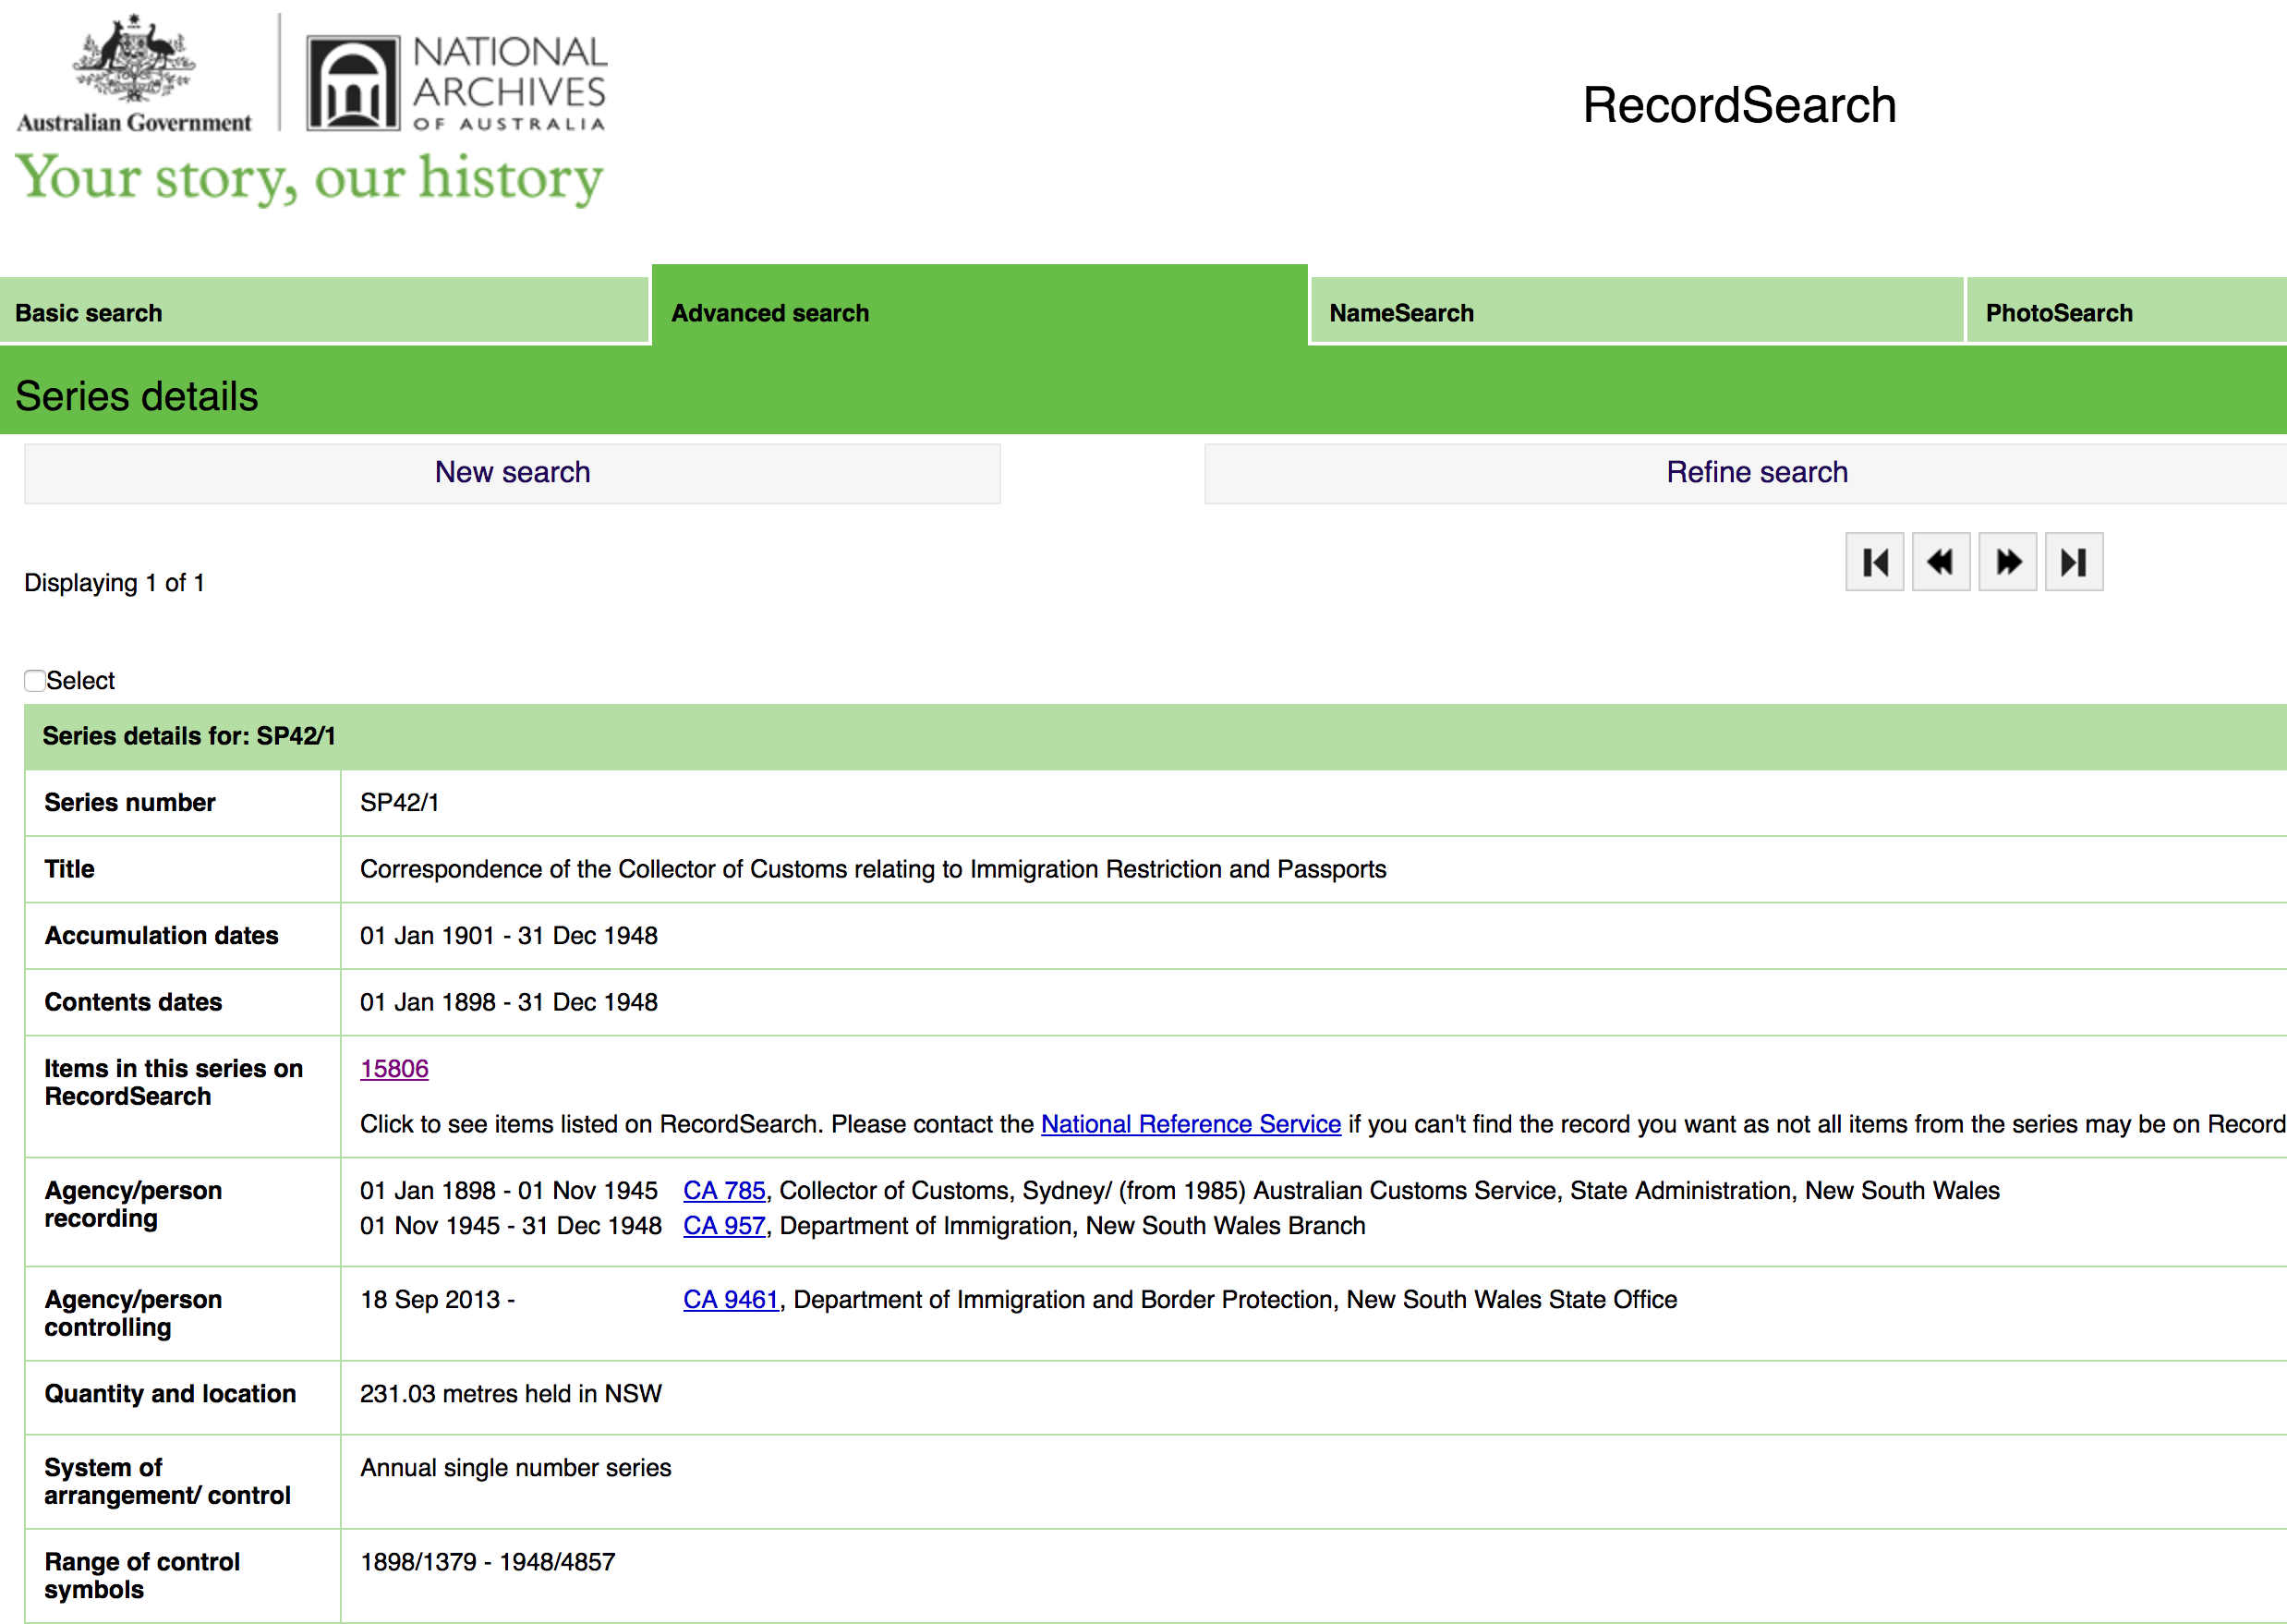 Australian Government
NATIONAL
ARCHIVES
OF AUSTRALIA
Your story, our history
RecordSearch
Basic search
Advanced search
NameSearch
PhotoSearch
Series details
New search
Refine search
Displaying 1 of 1
Select
Series details for: SP42/1
Series number
SP42/1
Title
Correspondence of the Collector of Customs relating to Immigration Restriction and Passports
Accumulation dates
01 Jan 1901 - 31 Dec 1948
Contents dates
01 Jan 1898 - 31 Dec 1948
Items in this series on
RecordSearch
15806
Click to see items listed on RecordSearch. Please contact the National Reference Service if you can't find the record you want as not all items from the series may be on Record
Agency/person
recording
01 Jan 1898 - 01 Nov 1945 CA 785, Collector of Customs, Sydney/ (from 1985) Australian Customs Service, State Administration, New South Wales
01 Nov 1945 - 31 Dec 1948 CA 957, Department of Immigration, New South Wales Branch
Agency/person
controlling
18 Sep 2013 - CA 9461, Department of Immigration and Border Protection, New South Wales State Office
Quantity and location
231.03 metres held in NSW
System of
arrangement/ control
Annual single number series
Range of control
symbols
1898/1379 - 1948/4857